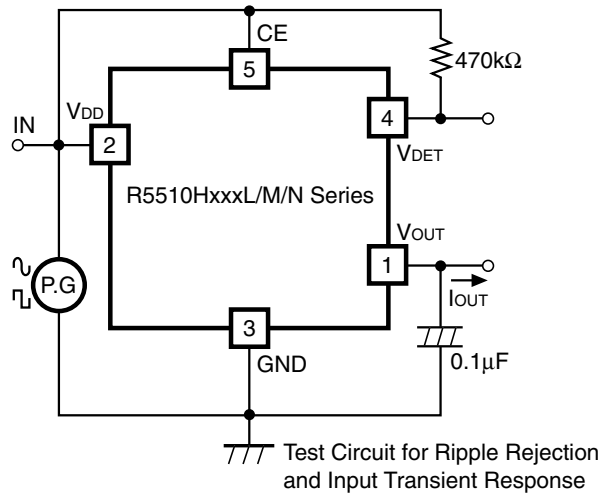 CE
5
470kΩ
IN
VDD
2
4
VDET
R5510HxxxL/M/N Series
VOUT
1
IOUT
P.G
3
GND
0.1µF
Test Circuit for Ripple Rejection
and Input Transient Response